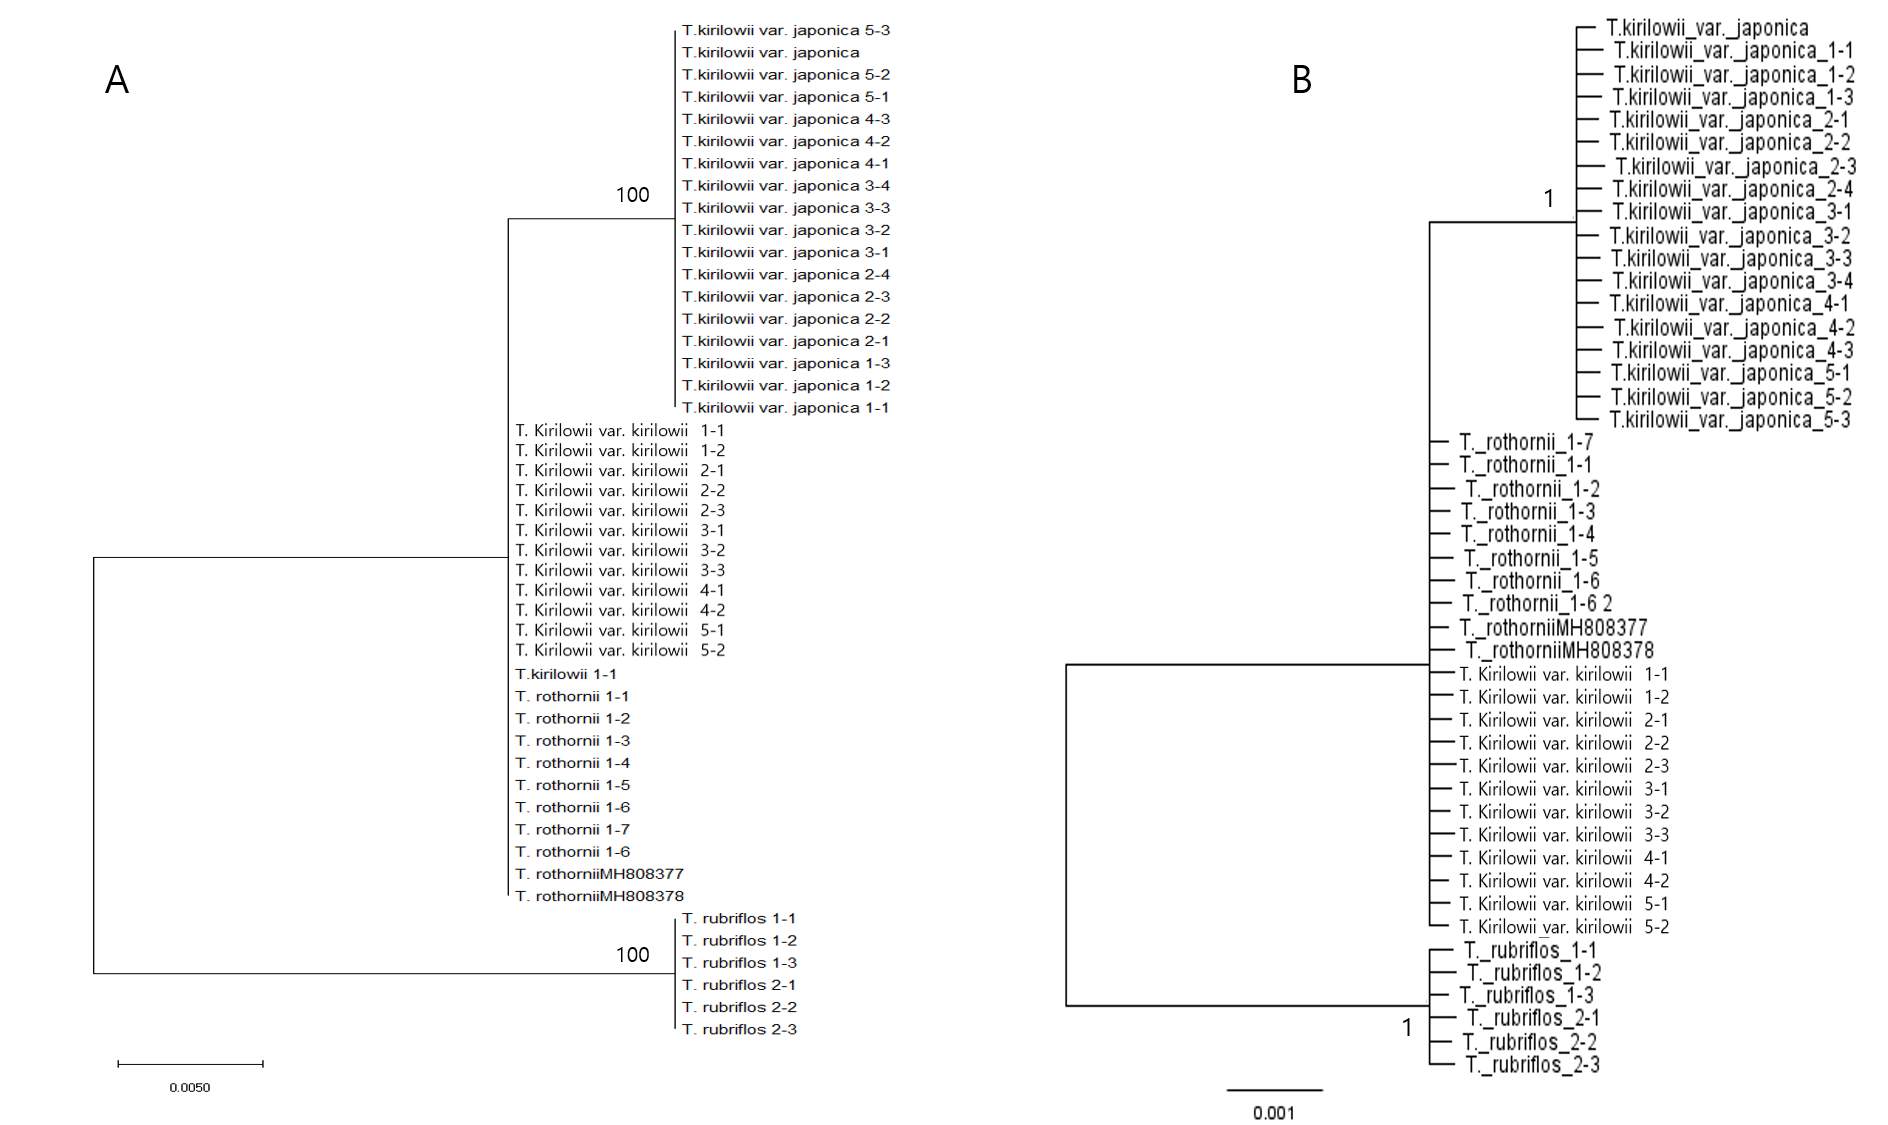 A
T.kirilowii var. japonica 5-3
T.kirilowii var. japonica
T.kirilowii var. japonica 5-2
T.kirilowii var. japonica 5-1
T.kirilowii var. japonica 4-3
T.kirilowii var. japonica 4-2
T.kirilowii var. japonica 4-1
T.kirilowii var. japonica 3-4
T.kirilowii var. japonica 3-3
T.kirilowii var. japonica 3-2
T.kirilowii var. japonica 3-1
T.kirilowii var. japonica 2-4
T.kirilowii var. japonica 2-3
T.kirilowii var. japonica 2-2
T.kirilowii var. japonica 2-1
T.kirilowii var. japonica 1-3
T.kirilowii var. japonica 1-2
T.kirilowii var. japonica 1-1
100
T. Kirilowii var. kirilowii 1-1
T. Kirilowii var. kirilowii 1-2
T. Kirilowii var. kirilowii 2-1
T. Kirilowii var. kirilowii 2-2
T. Kirilowii var. kirilowii 2-3
T. Kirilowii var. kirilowii 3-1
T. Kirilowii var. kirilowii 3-2
T. Kirilowii var. kirilowii 3-3
T. Kirilowii var. kirilowii 4-1
T. Kirilowii var. kirilowii 4-2
T. Kirilowii var. kirilowii 5-1
T. Kirilowii var. kirilowii 5-2
T.kirilowii 1-1
T. rothornii 1-1
T. rothornii 1-2
T. rothornii 1-3
T. rothornii 1-4
T. rothornii 1-5
T. rothornii 1-6
T. rothornii 1-7
T. rothornii 1-6
T. rothorniiMH808377
T. rothorniiMH808378
T. rubriflos 1-1
T. rubriflos 1-2
T. rubriflos 1-3
T. rubriflos 2-1
T. rubriflos 2-2
T. rubriflos 2-3
100
0.0050
B
T.kirilowii_var._japonica
T.kirilowii_var._japonica_1-1
T.kirilowii_var._japonica_1-2
T.kirilowii_var._japonica_1-3
T.kirilowii_var._japonica_2-1
T.kirilowii_var._japonica_2-2
T.kirilowii_var._japonica_2-3
T.kirilowii_var._japonica_2-4
T.kirilowii_var._japonica_3-1
T.kirilowii_var._japonica_3-2
T.kirilowii_var._japonica_3-3
T.kirilowii_var._japonica_3-4
T.kirilowii_var._japonica_4-1
T.kirilowii_var._japonica_4-2
T.kirilowii_var._japonica_4-3
T.kirilowii_var._japonica_5-1
T.kirilowii_var._japonica_5-2
T.kirilowii_var._japonica_5-3
1
T._rothornii_1-7
T._rothornii_1-1
T._rothornii_1-2
T._rothornii_1-3
T._rothornii_1-4
T._rothornii_1-5
T._rothornii_1-6
T._rothornii_1-6 2
T._rothorniiMH808377
T._rothorniiMH808378
T. Kirilowii var. kirilowii 1-1
T. Kirilowii var. kirilowii 1-2
T. Kirilowii var. kirilowii 2-1
T. Kirilowii var. kirilowii 2-2
T. Kirilowii var. kirilowii 2-3
T. Kirilowii var. kirilowii 3-1
T. Kirilowii var. kirilowii 3-2
T. Kirilowii var. kirilowii 3-3
T. Kirilowii var. kirilowii 4-1
T. Kirilowii var. kirilowii 4-2
T. Kirilowii var. kirilowii 5-1
T. Kirilowii var. kirilowii 5-2
T._rubriflos_1-1
T._rubriflos_1-2
T._rubriflos_1-3
T._rubriflos_2-1
T._rubriflos_2-2
T._rubriflos_2-3
1
0.001